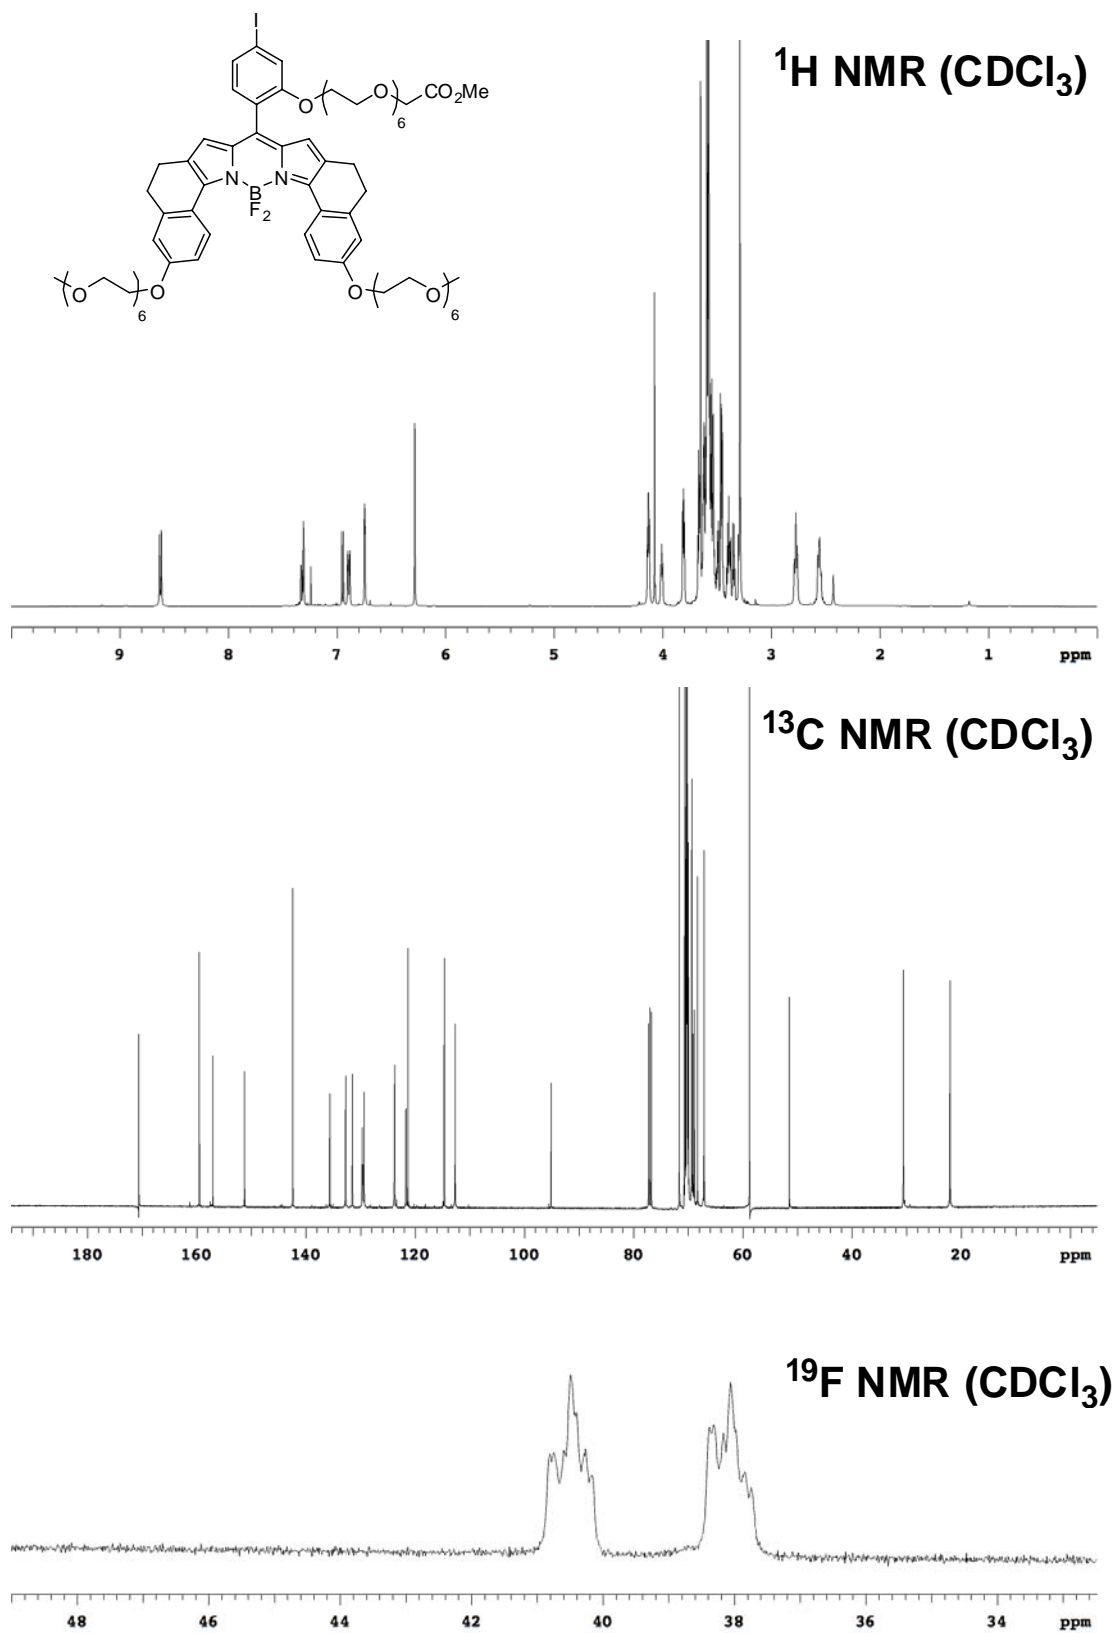 I
¹H NMR (CDCl₃)
O ( O ) CO₂Me
6
N B N
F₂
( O ) O O ( O )
6 6
9 8 7 6 5 4 3 2 1 ppm
¹³C NMR (CDCl₃)
180 160 140 120 100 80 60 40 20 ppm
¹⁹F NMR (CDCl₃)
48 46 44 42 40 38 36 34 ppm